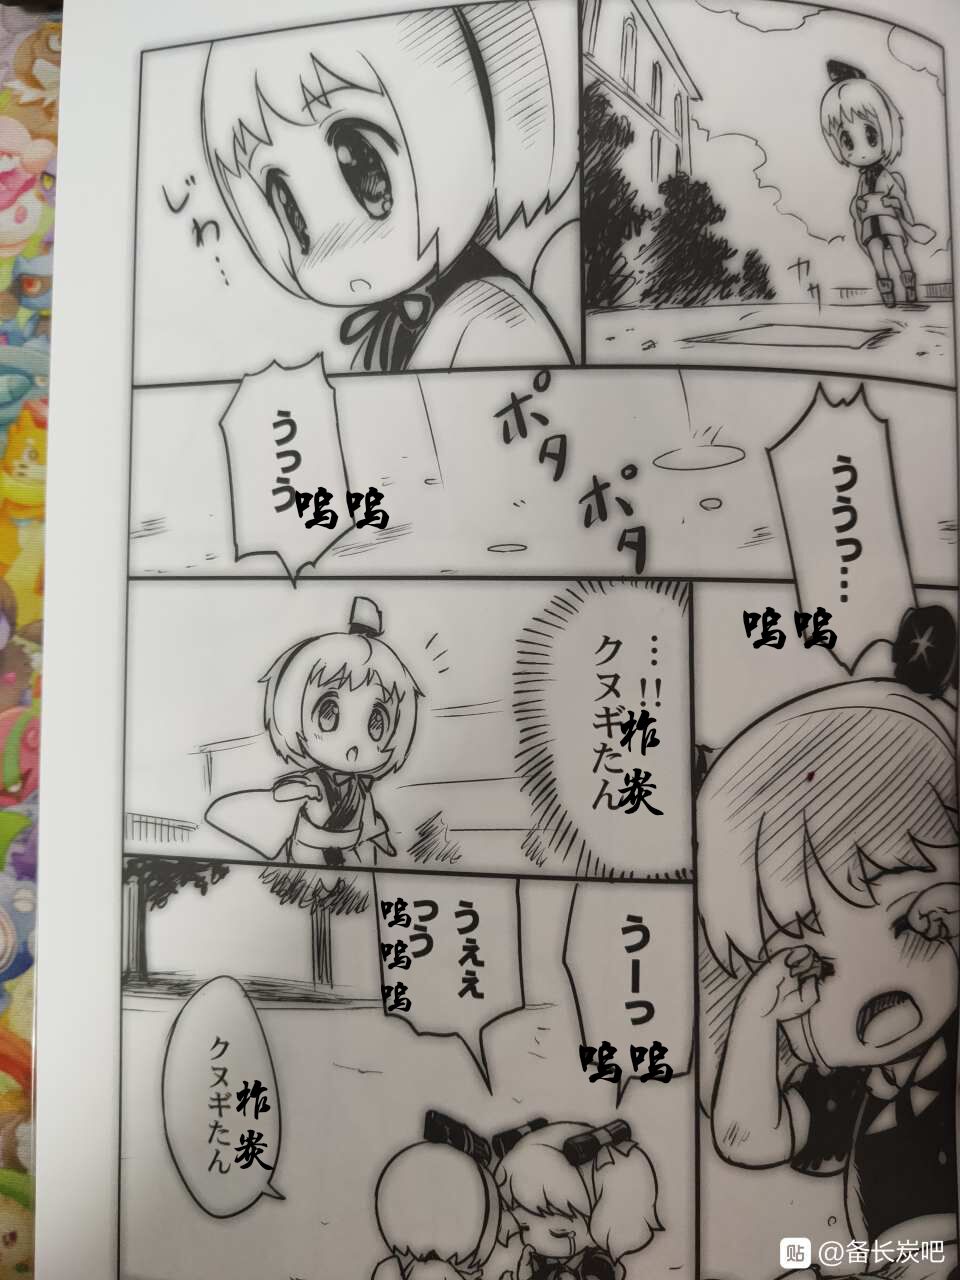 カサ
じわ…
ううっ…
呜呜
ポタ
ポタ
うっう
呜呜
…!!
クヌギたん
柞炭
うーっ
呜呜
うぇぇ
っう
呜呜呜
クヌギたん
柞炭
贴 @备长炭吧